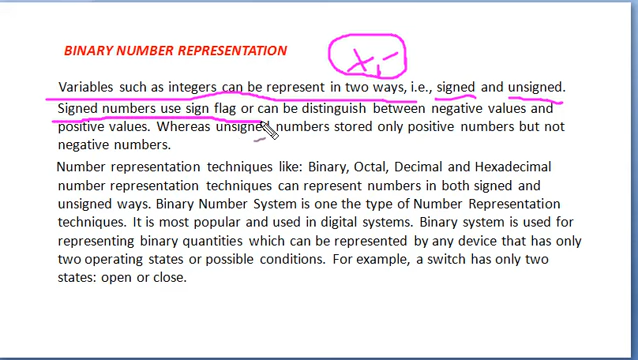 BINARY NUMBER REPRESENTATION
+, -
Variables such as integers can be represent in two ways, i.e., signed and unsigned.
Signed numbers use sign flag or can be distinguish between negative values and
positive values. Whereas unsigned numbers stored only positive numbers but not
negative numbers.
Number representation techniques like: Binary, Octal, Decimal and Hexadecimal
number representation techniques can represent numbers in both signed and
unsigned ways. Binary Number System is one the type of Number Representation
techniques. It is most popular and used in digital systems. Binary system is used for
representing binary quantities which can be represented by any device that has only
two operating states or possible conditions. For example, a switch has only two
states: open or close.